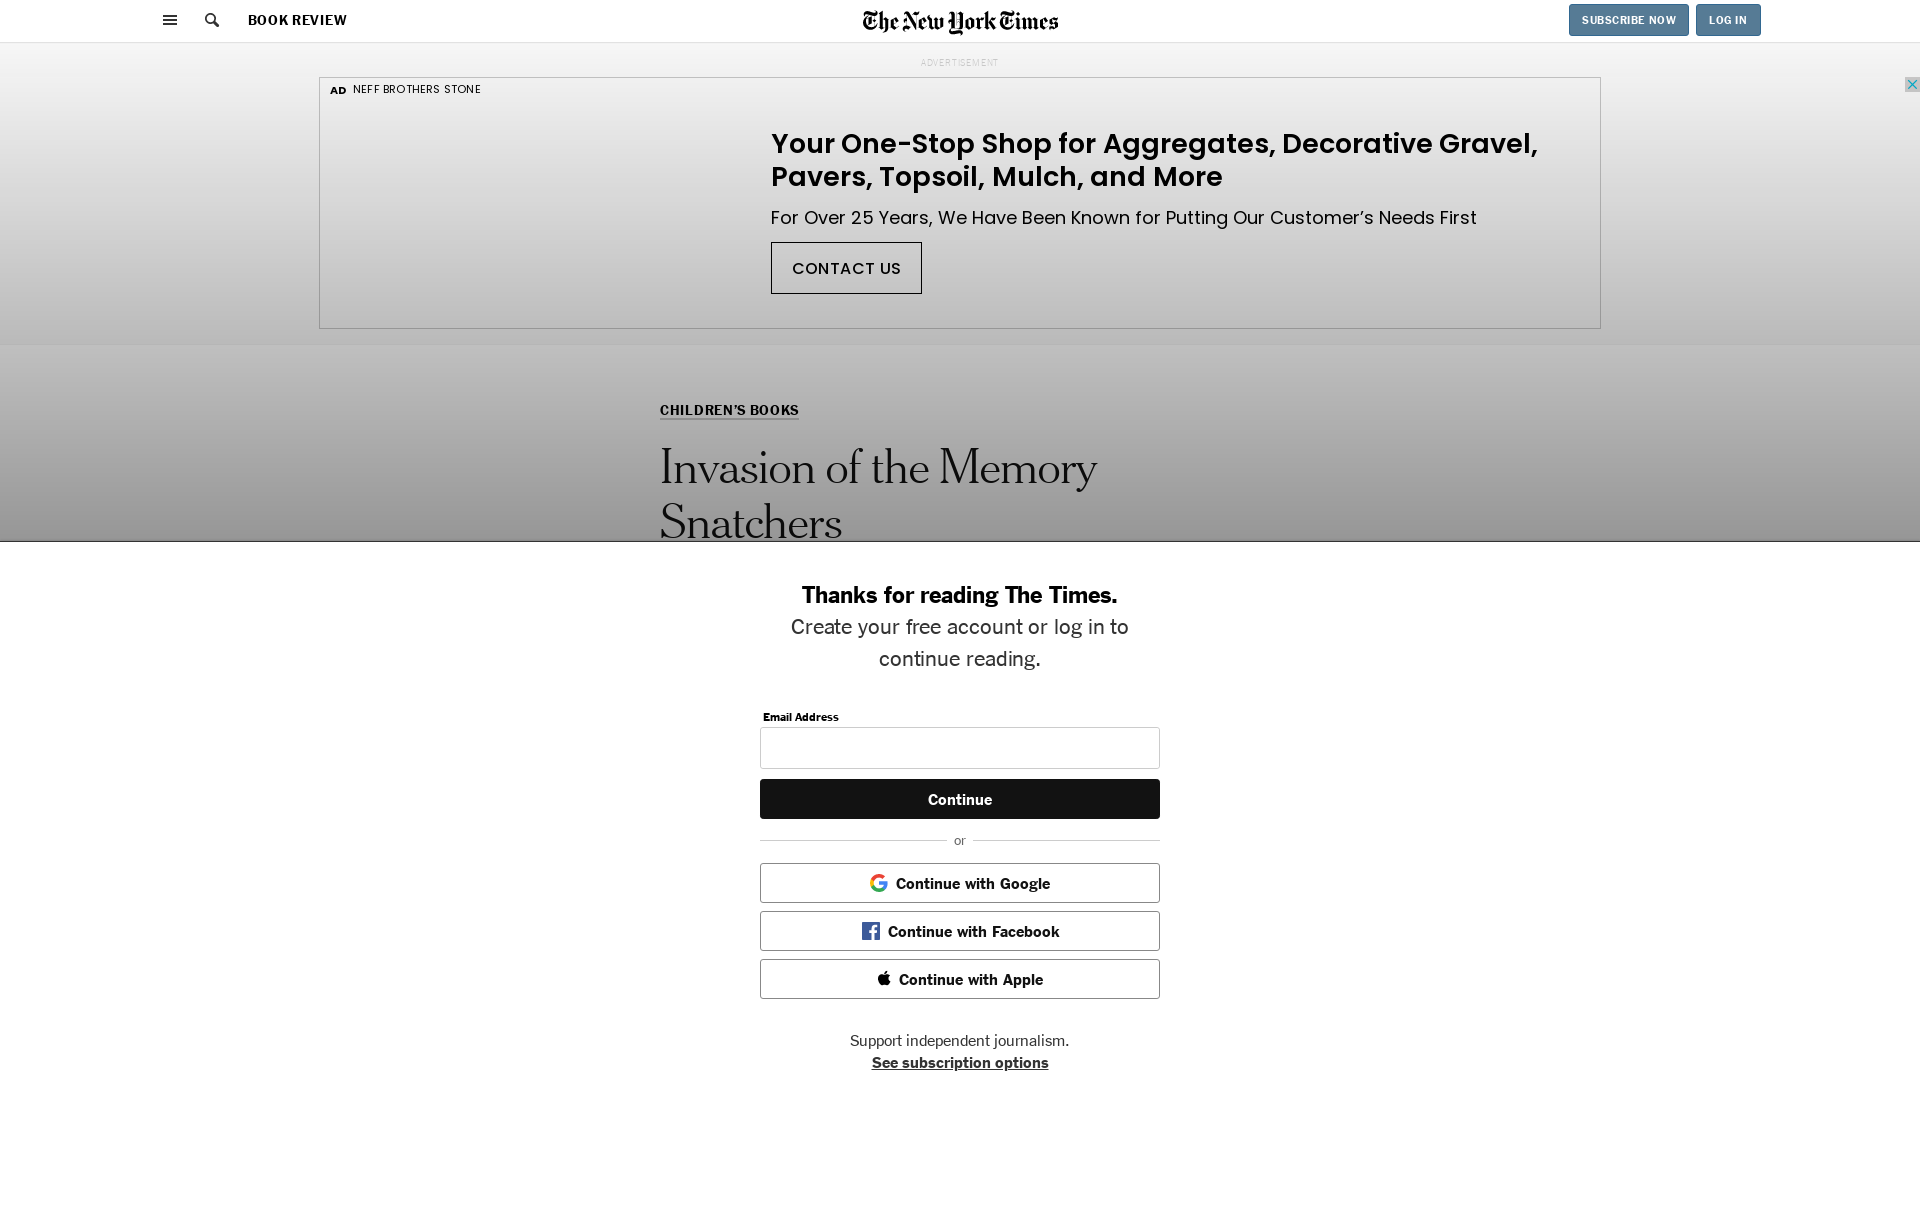 BOOK REVIEW
The New York Times
SUBSCRIBE NOW
LOG IN
ADVERTISEMENT
AD NEFF BROTHERS STONE
Your One-Stop Shop for Aggregates, Decorative Gravel,
Pavers, Topsoil, Mulch, and More
For Over 25 Years, We Have Been Known for Putting Our Customer’s Needs First
CONTACT US
CHILDREN’S BOOKS
Invasion of the Memory
Snatchers
Thanks for reading The Times.
Create your free account or log in to
continue reading.
Email Address
Continue
or
Continue with Google
Continue with Facebook
Continue with Apple
Support independent journalism.
See subscription options